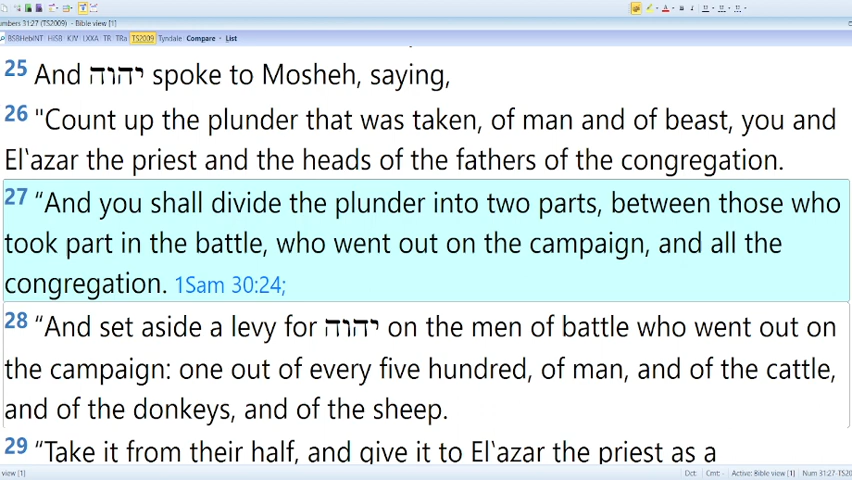 umbers 31:27 (TS2009) - Bible view [1]
BSBHebINT HISB KJV LXXA TR TRa TS2009 Tyndale Compare - List
25 And יהוה spoke to Mosheh, saying,
26 "Count up the plunder that was taken, of man and of beast, you and
El‛azar the priest and the heads of the fathers of the congregation.
27 “And you shall divide the plunder into two parts, between those who
took part in the battle, who went out on the campaign, and all the
congregation. 1Sam 30:24;
28 “And set aside a levy for יהוה on the men of battle who went out on
the campaign: one out of every five hundred, of man, and of the cattle,
and of the donkeys, and of the sheep.
29 “Take it from their half, and give it to El‛azar the priest as a
view [1] Dct: Cmt: - Active: Bible view [1] Num 31:27-TS20